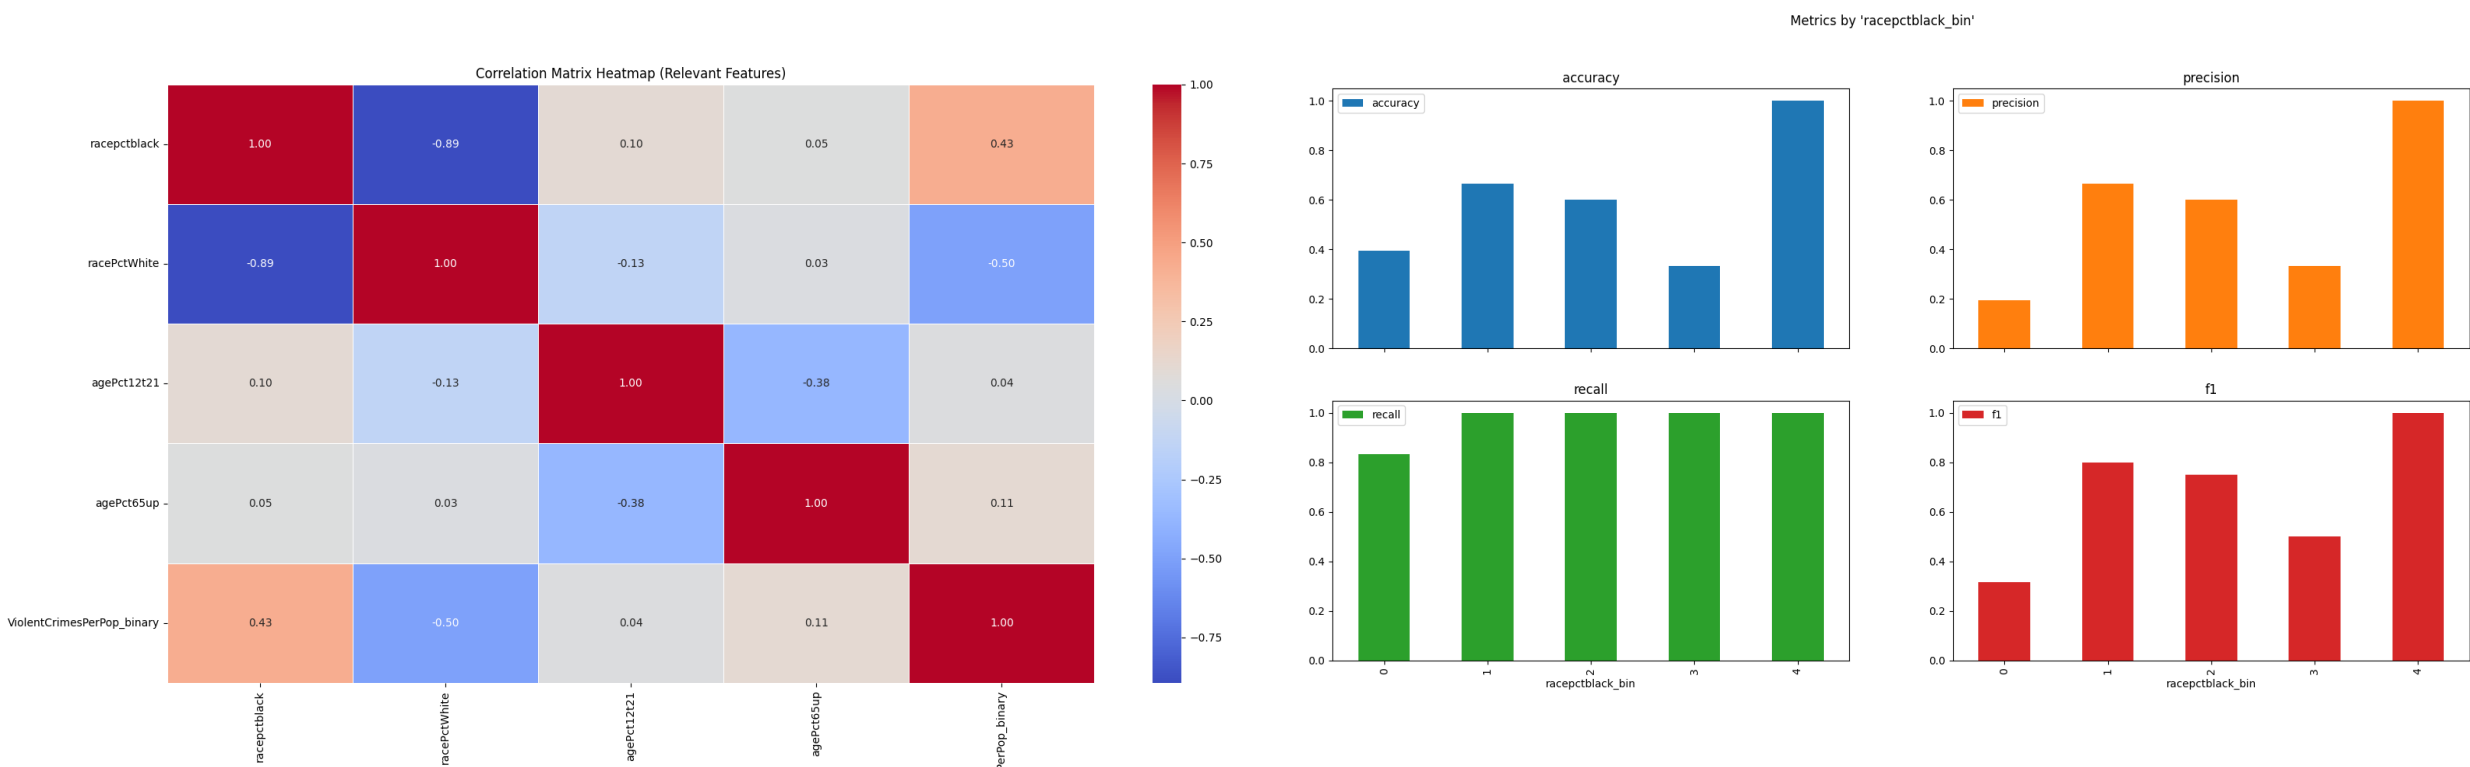 Metrics by 'racepctblack_bin'
Correlation Matrix Heatmap (Relevant Features)
racepctblack
racePctWhite
agePct12t21
agePct65up
ViolentCrimesPerPop_binary
1.00 -0.89 0.10 0.05 0.43
-0.89 1.00 -0.13 0.03 -0.50
0.10 -0.13 1.00 -0.38 0.04
0.05 0.03 -0.38 1.00 0.11
0.43 -0.50 0.04 0.11 1.00
racepctblack
racePctWhite
agePct12t21
agePct65up
PerPop_binary
1.00
0.75
0.50
0.25
0.00
−0.25
−0.50
−0.75
accuracy
accuracy
1.0
0.8
0.6
0.4
0.2
0.0
precision
precision
1.0
0.8
0.6
0.4
0.2
0.0
recall
recall
1.0
0.8
0.6
0.4
0.2
0.0
0 1 2 3 4
racepctblack_bin
f1
f1
1.0
0.8
0.6
0.4
0.2
0.0
0 1 2 3 4
racepctblack_bin